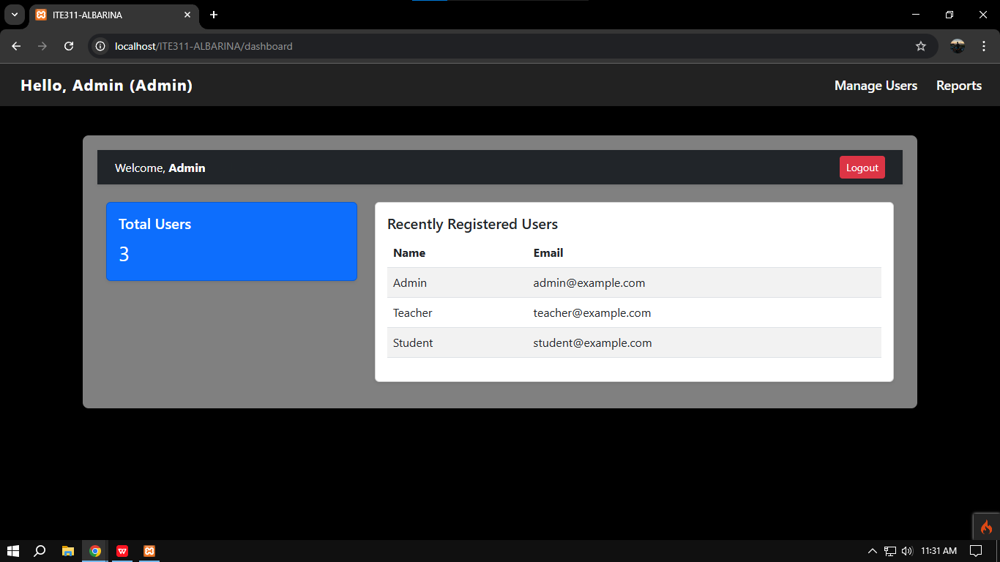 ITE311-ALBARINA
localhost/ITE311-ALBARINA/dashboard
Hello, Admin (Admin)
Manage Users
Reports
Welcome, Admin
Logout
Total Users
3
Recently Registered Users
Name Email
Admin admin@example.com
Teacher teacher@example.com
Student student@example.com
11:31 AM